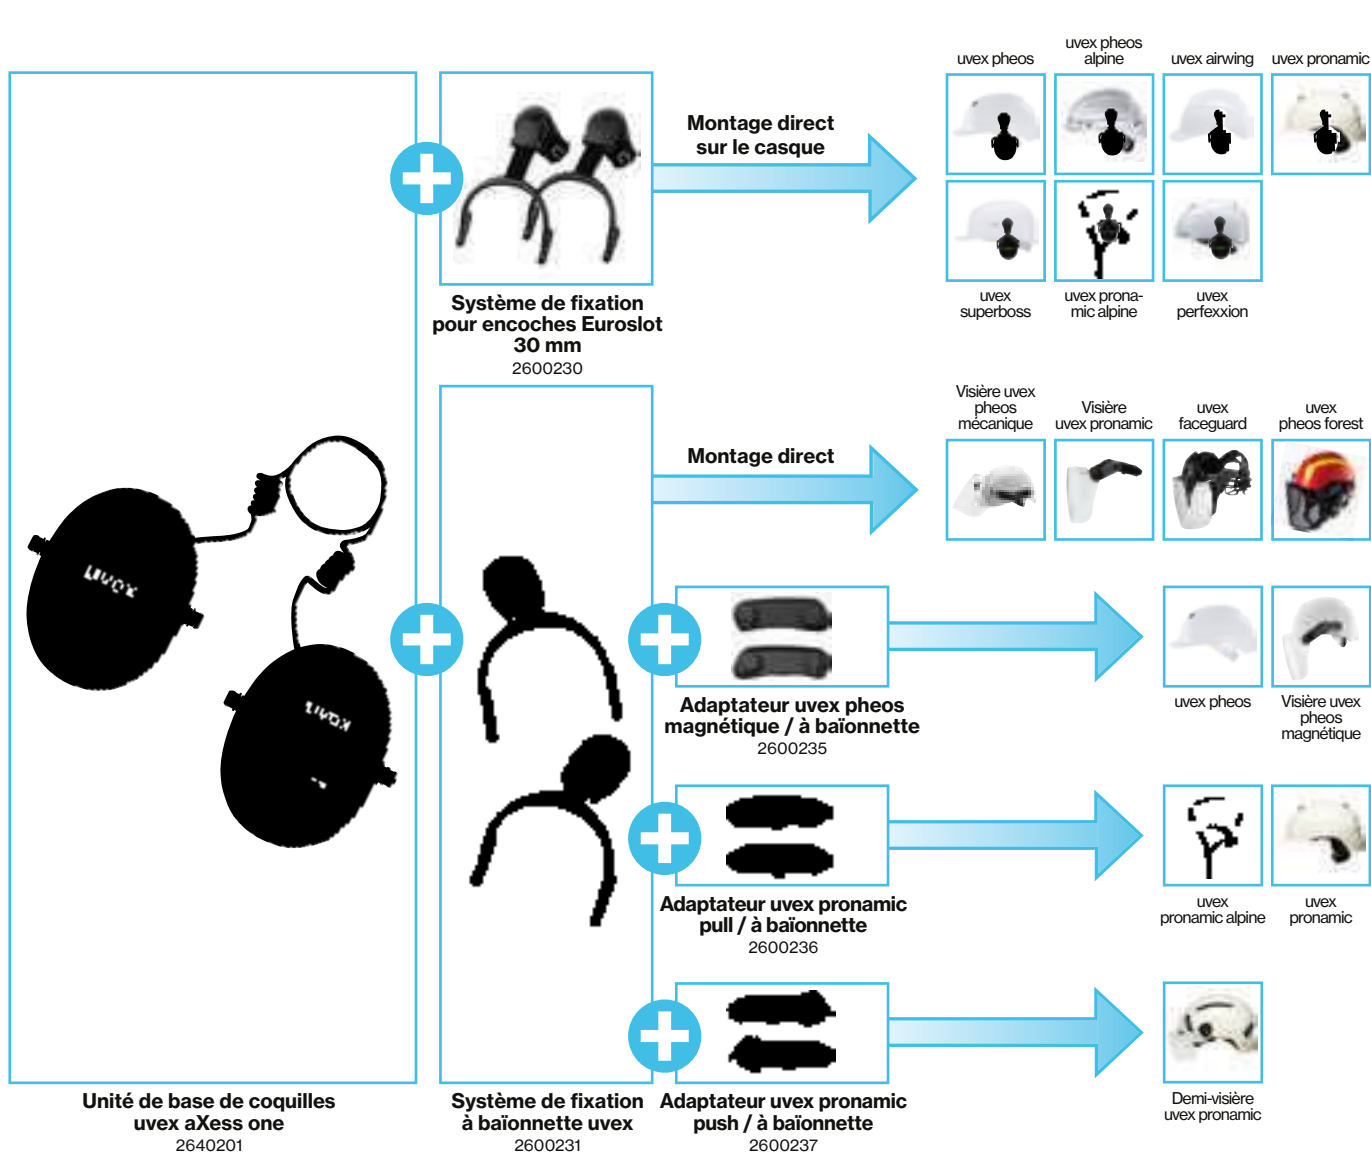 uvex pheos
uvex pheos
alpine
uvex airwing
uvex pronamic
Montage direct
sur le casque
uvex
superboss
uvex prona-
mic alpine
uvex
perfexxion
Système de fixation
pour encoches Euroslot
30 mm
2600230
Visière uvex
pheos
mécanique
Visière
uvex pronamic
uvex
faceguard
uvex
pheos forest
Montage direct
uvex
Adaptateur uvex pheos
magnétique / à baïonnette
2600235
uvex pheos
Visière uvex
pheos
magnétique
Adaptateur uvex pronamic
pull / à baïonnette
2600236
uvex
pronamic alpine
uvex
pronamic
Unité de base de coquilles
uvex aXess one
2640201
Système de fixation
à baïonnette uvex
2600231
Adaptateur uvex pronamic
push / à baïonnette
2600237
Demi-visière
uvex pronamic